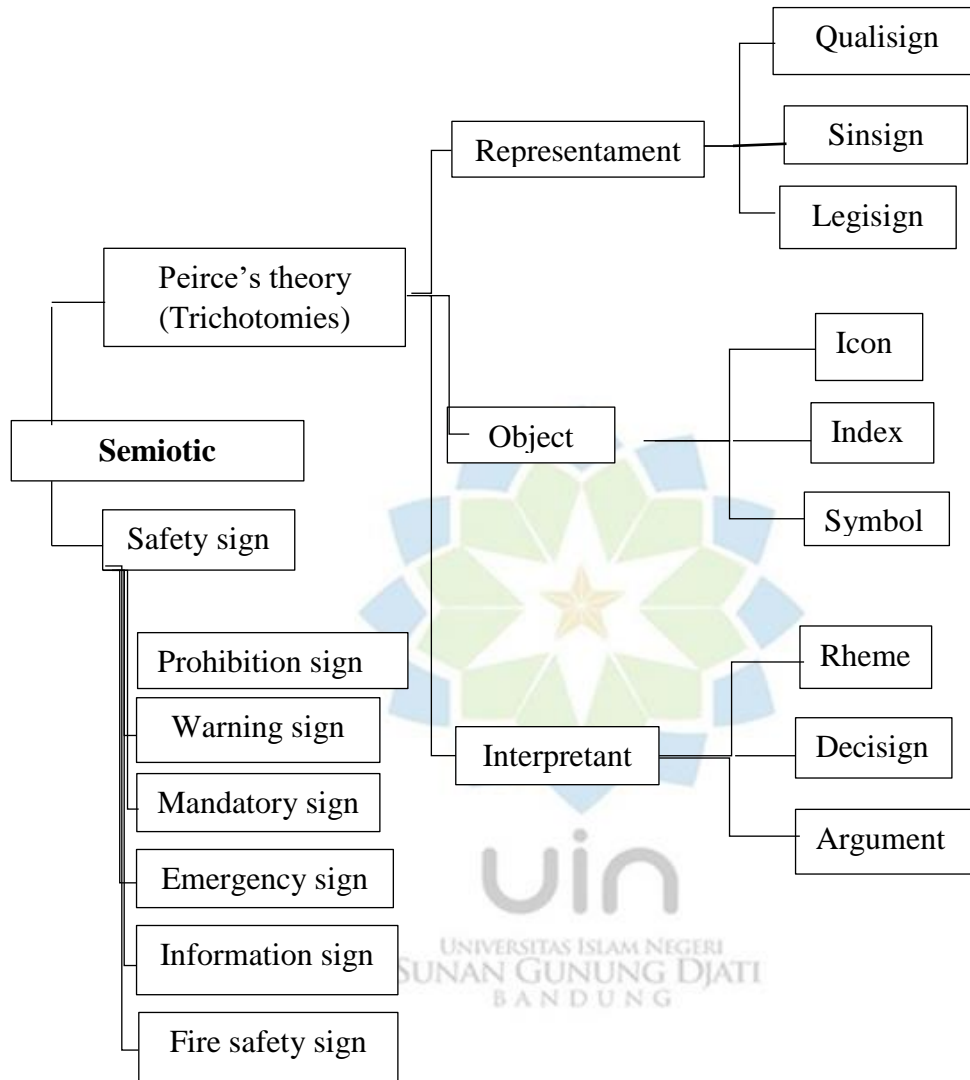 Qualisign
Representament
Sinsign
Legisign
Peirce’s theory
(Trichotomies)
Icon
Object
Index
Semiotic
Symbol
Safety sign
Prohibition sign
Rheme
Warning sign
Interpretant
Decisign
Mandatory sign
Argument
Emergency sign
uin
Information sign
UNIVERSITAS ISLAM NEGERI
SUNAN GUNUNG DJATI
BANDUNG
Fire safety sign